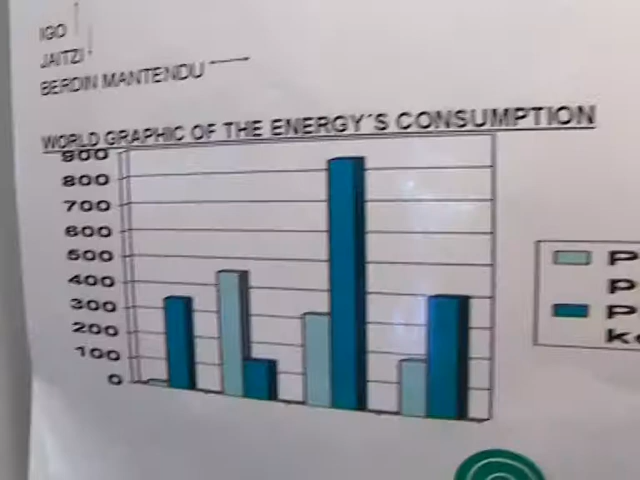 IGO
JAITZI
BERDIN MANTENDU
WORLD GRAPHIC OF THE ENERGY´S CONSUMPTION
900
800
700
600
500
400
300
200
100
0
P
P
P
K